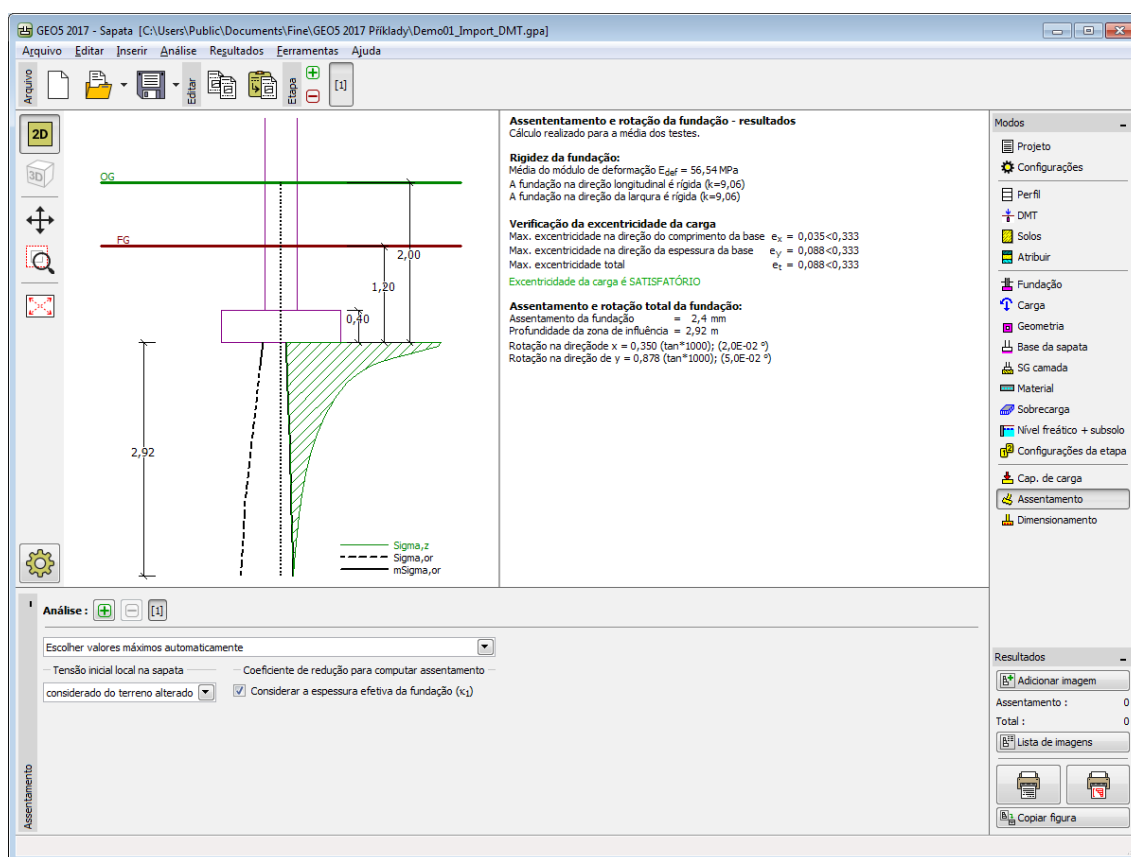 GEO5 2017 - Sapata [C:\Users\Public\Documents\Fine\GEO5 2017 Příklady\Demo01_Import_DMT.gpa]
Arquivo Editar Inserir Análise Resultados Ferramentas Ajuda
Arquivo
Editar
Etapa
[1]
2D
3D
OG
FG
2,00
1,20
0,40
2,92
Sigma,z
Sigma,or
mSigma,or
Assententamento e rotação da fundação - resultados
Cálculo realizado para a média dos testes.
Rigidez da fundação:
Média do módulo de deformação Edef = 56,54 MPa
A fundação na direção longitudinal é rígida (k=9,06)
A fundação na direção da largura é rígida (k=9,06)
Verificação da excentricidade da carga
Max. excentricidade na direção do comprimento da base ex = 0,035<0,333
Max. excentricidade na direção da espessura da base ey = 0,088<0,333
Max. excentricidade total et = 0,088<0,333
Excentricidade da carga é SATISFATÓRIO
Assentamento e rotação total da fundação:
Assentamento da fundação = 2,4 mm
Profundidade da zona de influência = 2,92 m
Rotação na direçãode x = 0,350 (tan*1000); (2,0E-02 °)
Rotação na direção de y = 0,878 (tan*1000); (5,0E-02 °)
Modos
Projeto
Configurações
Perfil
DMT
Solos
Atribuir
Fundação
Carga
Geometria
Base da sapata
SG camada
Material
Sobrecarga
Nível freático + subsolo
Configurações da etapa
Cap. de carga
Assentamento
Dimensionamento
Análise : [1]
Escolher valores máximos automaticamente
Tensão inicial local na sapata
considerado do terreno alterado
Coeficiente de redução para computar assentamento
Considerar a espessura efetiva da fundação (κ1)
Assentamento
Resultados
Adicionar imagem
Assentamento : 0
Total : 0
Lista de imagens
Copiar figura